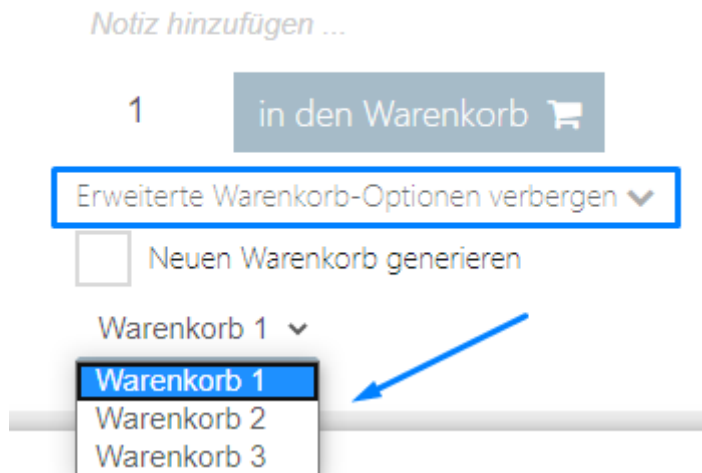 Notiz hinzufügen ...
1 in den Warenkorb
Erweiterte Warenkorb-Optionen verbergen
Neuen Warenkorb generieren
Warenkorb 1
Warenkorb 1
Warenkorb 2
Warenkorb 3